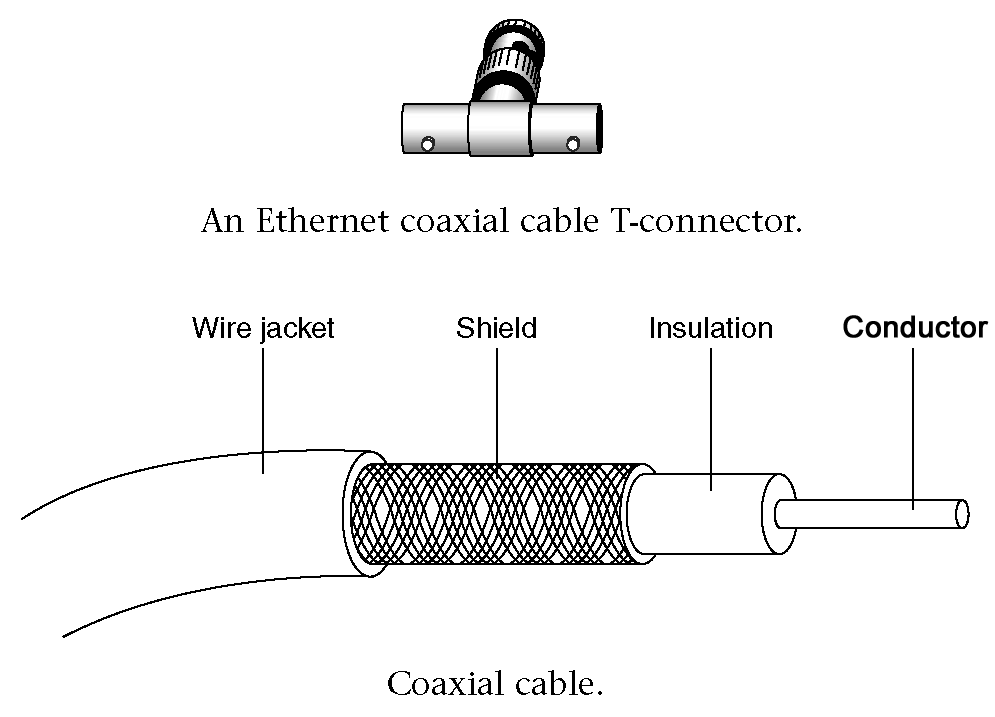 An Ethernet coaxial cable T-connector.
Wire jacket Shield Insulation Conductor
Coaxial cable.